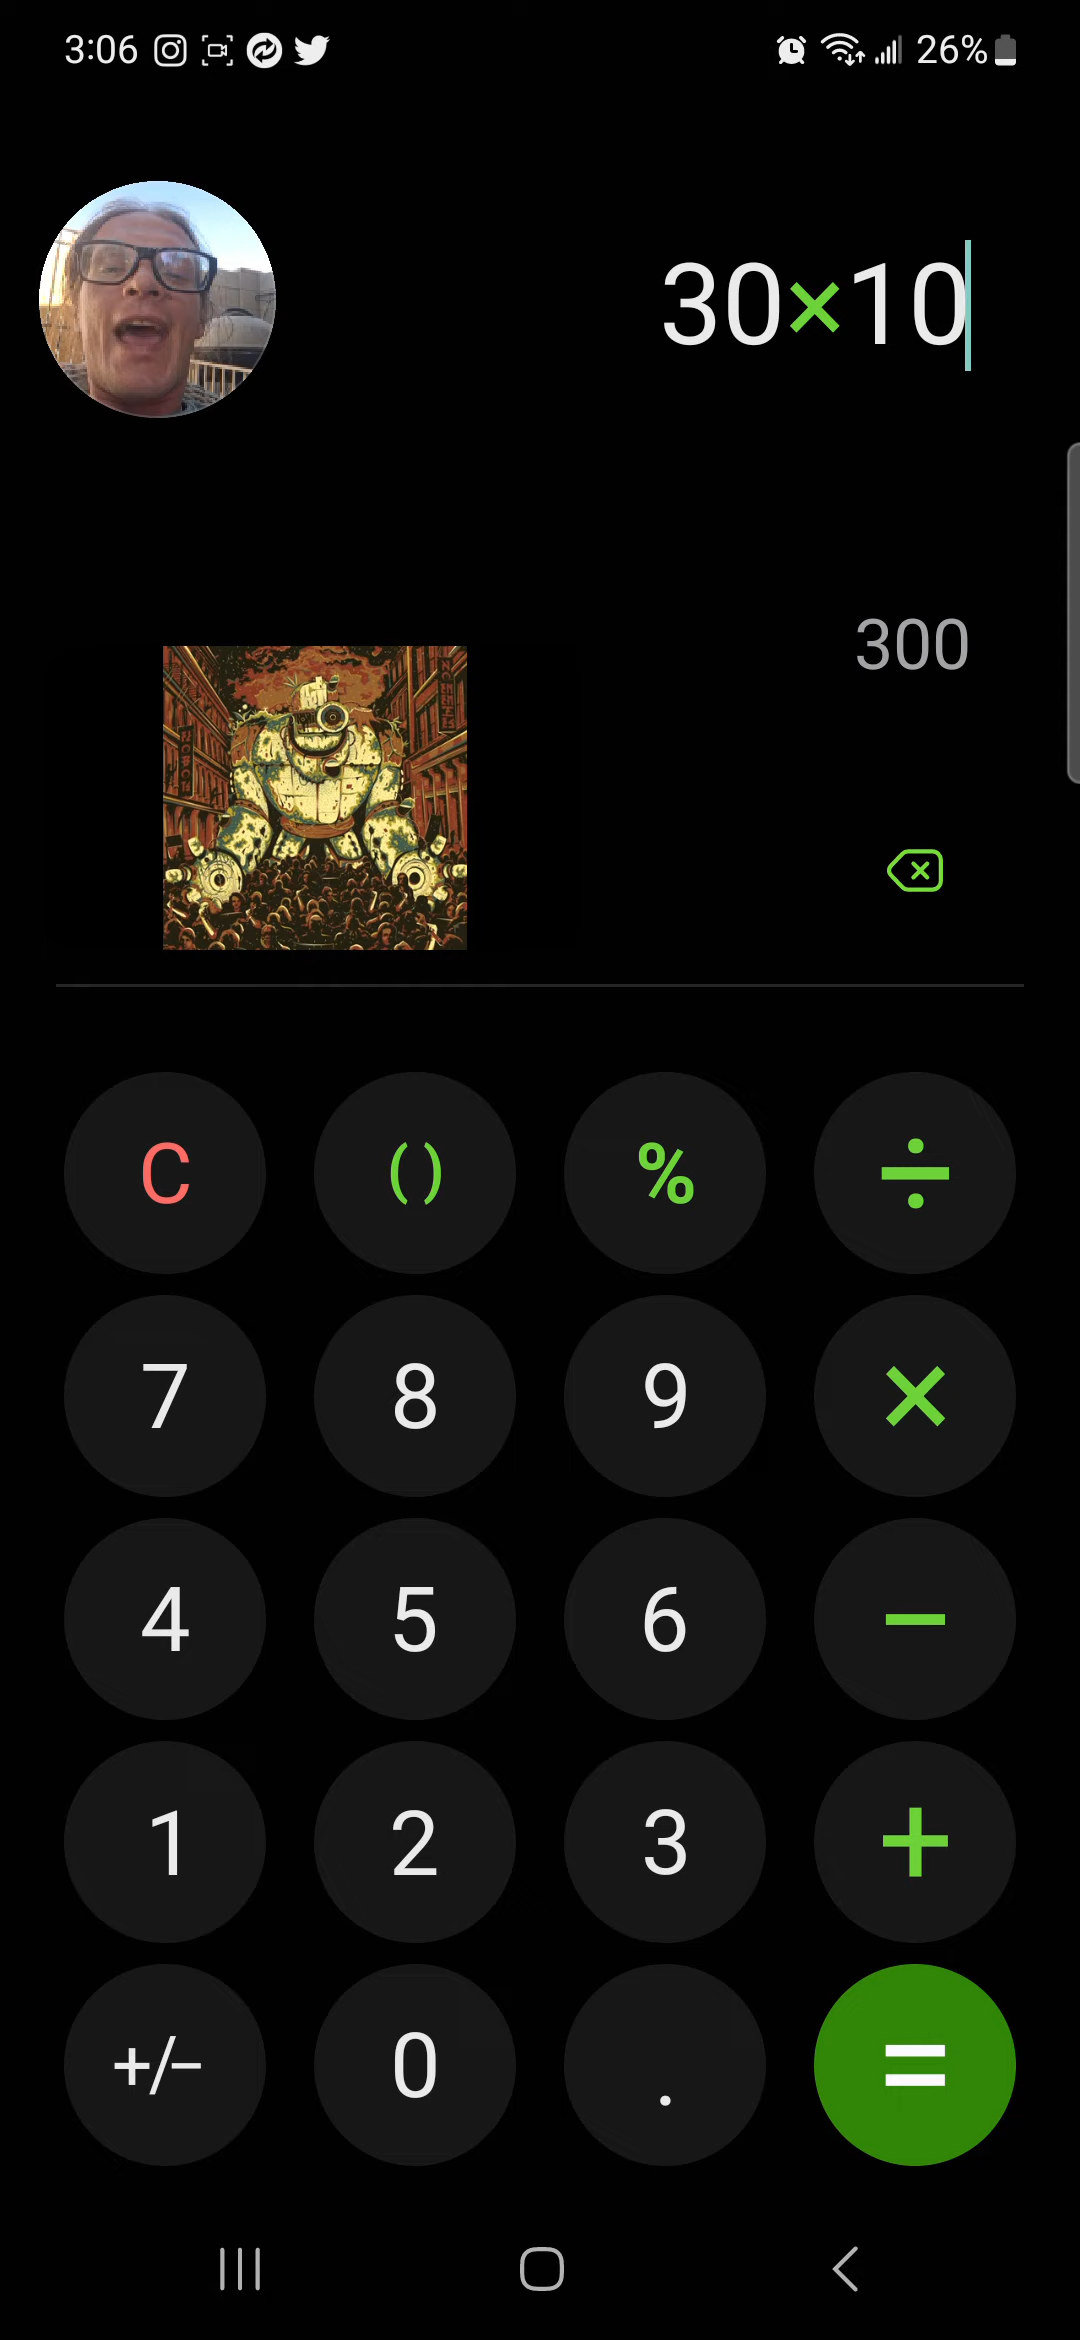 3:06 26%
30×10
300
C () % ÷
7 8 9 ×
4 5 6 −
1 2 3 +
+/− 0 . =